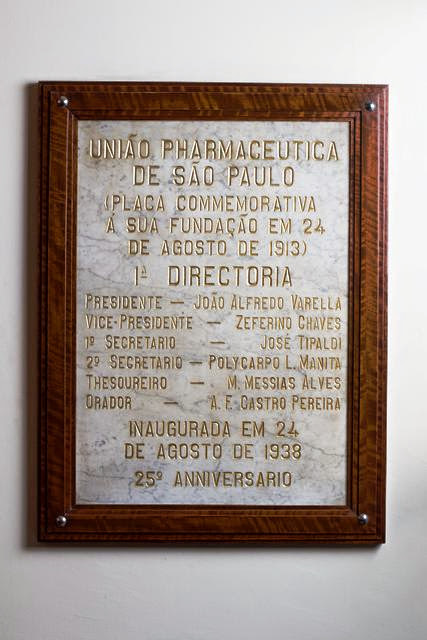 UNIÃO PHARMACEUTICA
DE SÃO PAULO
(PLACA COMMEMORATIVA
Á SUA FUNDAÇÃO EM 24
DE AGOSTO DE 1913)
1ª DIRECTORIA
PRESIDENTE — JOÃO ALFREDO VARELLA
VICE-PRESIDENTE — ZEFERINO CHAVES
1º SECRETARIO — JOSÉ TIPALDI
2º SECRETARIO — POLYCARPO L. MANITA
THESOUREIRO — M. MESSIAS ALVES
ORADOR — A. F. CASTRO PEREIRA
INAUGURADA EM 24
DE AGOSTO DE 1938
25º ANNIVERSARIO